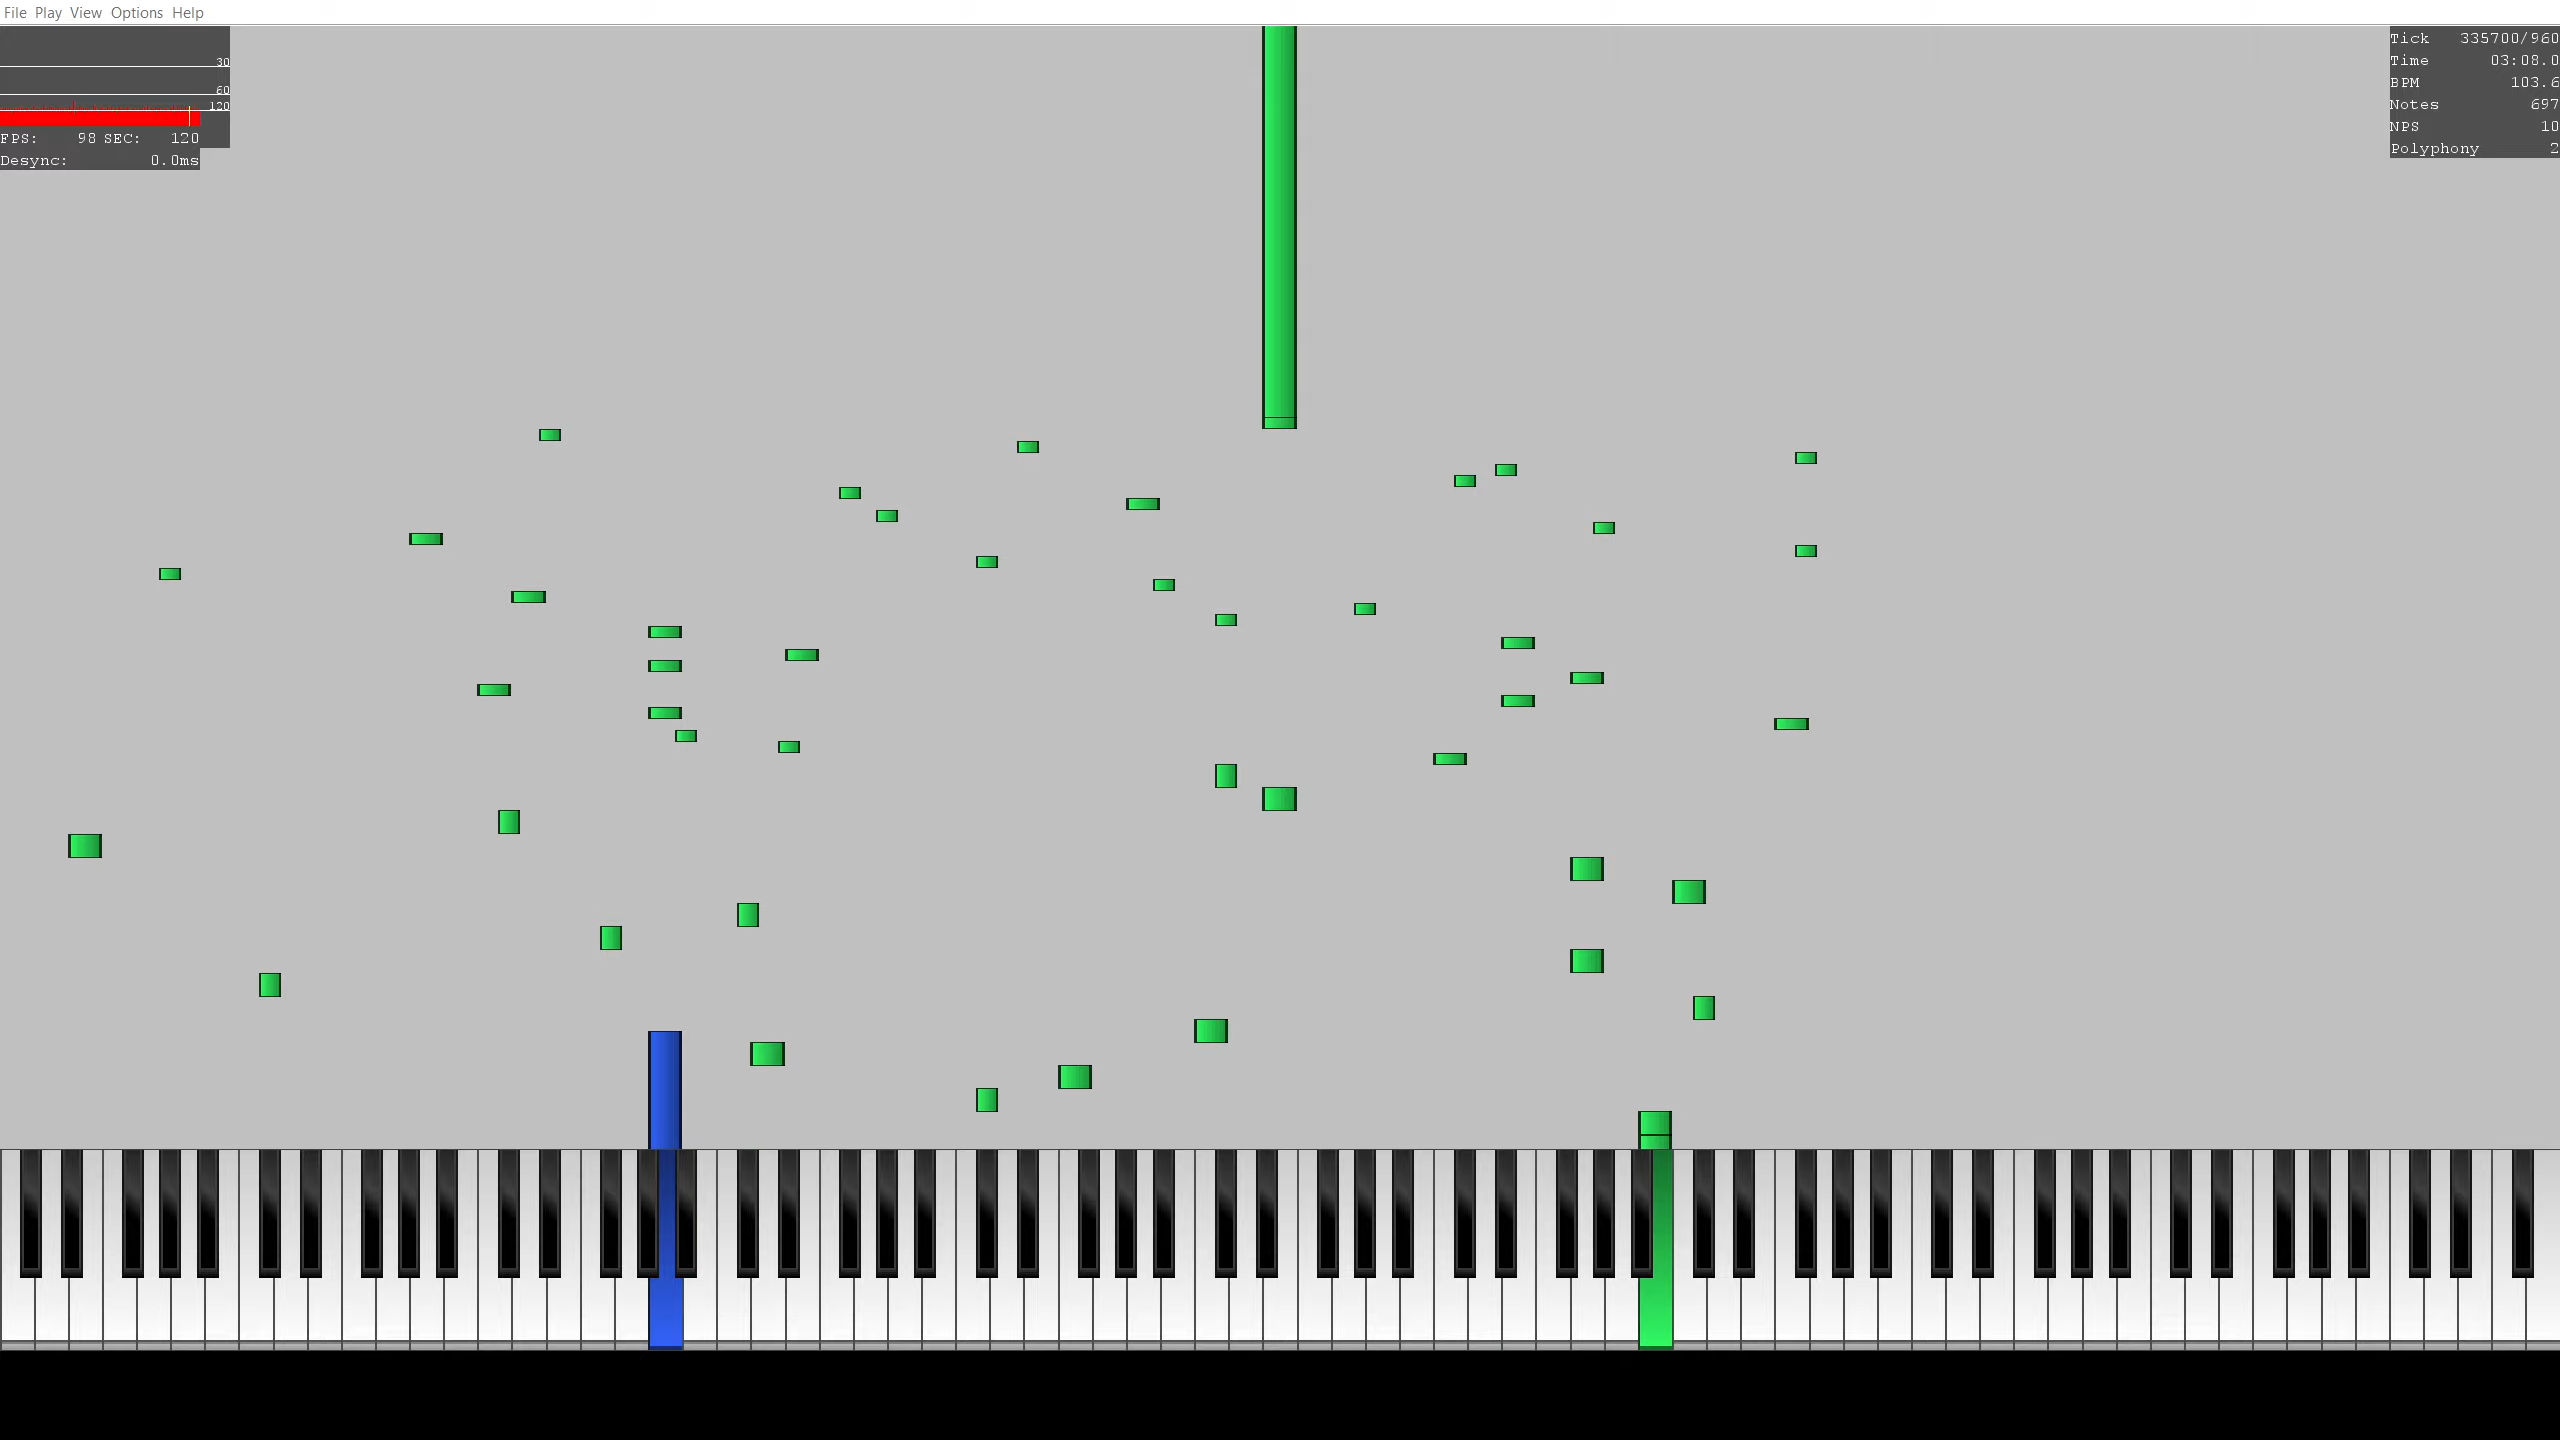 File Play View Options Help
30
60
120
FPS: 98 SEC: 120
Desync: 0.0ms
Tick 335700/960
Time 03:08.0
BPM 103.6
Notes 697
NPS 10
Polyphony 2